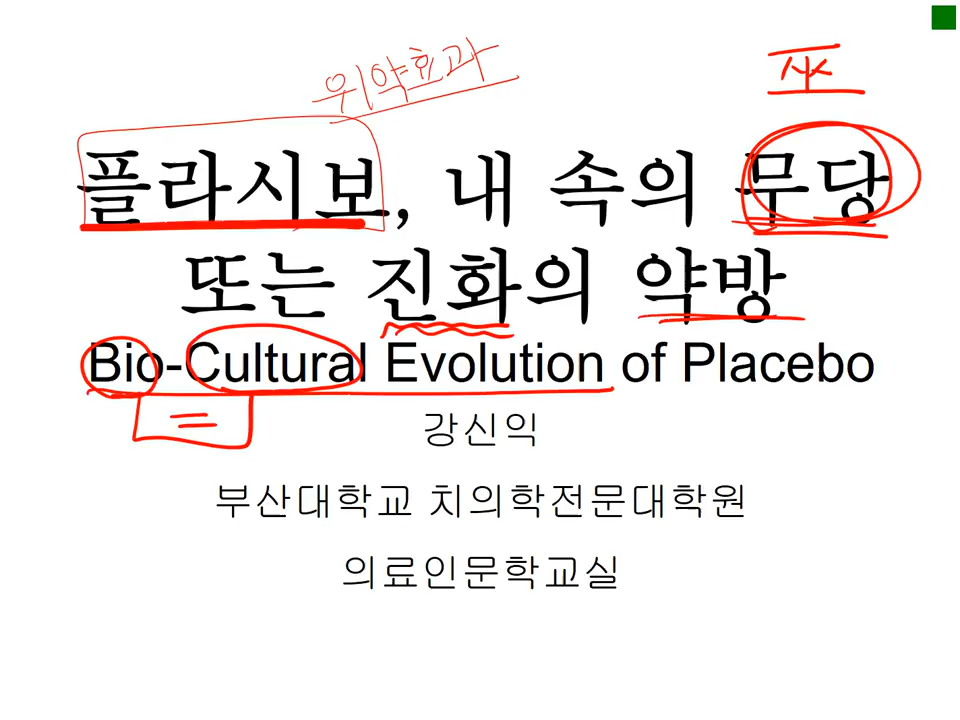 위약효과
巫
플라시보, 내 속의 무당
또는 진화의 약방
Bio-Cultural Evolution of Placebo
=
강신익
부산대학교 치의학전문대학원
의료인문학교실